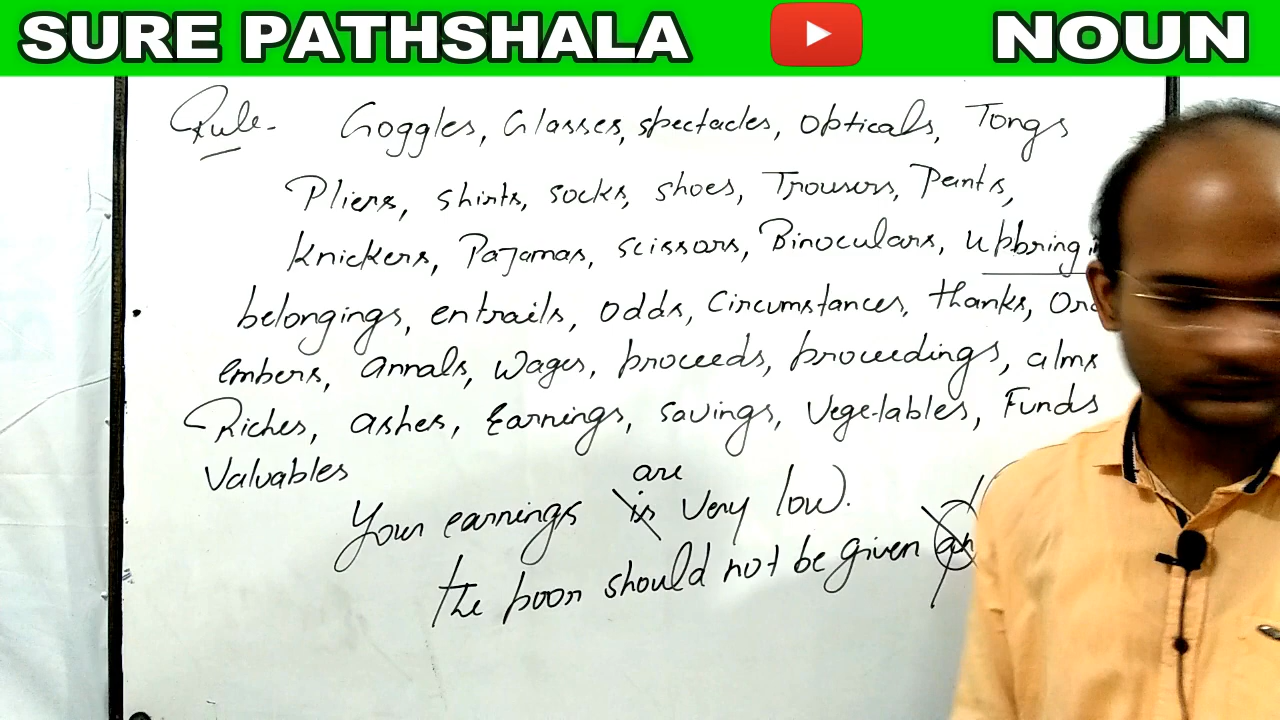 SURE PATHSHALA NOUN
Rule- Goggles, Glasses, spectacles, Opticals, Tongs
Pliers, shirts, socks, shoes, Trousers, Pants,
Knickers, Pajamas, scissors, Binoculars, upbring
belongings, entrails, odds, Circumstances, thanks,
embers, annals, wages, proceeds, proceedings, alms
Riches, ashes, Earnings, savings, Vegetables, Funds
Valuables
are
Your earnings is very low.
the poor should not be given an